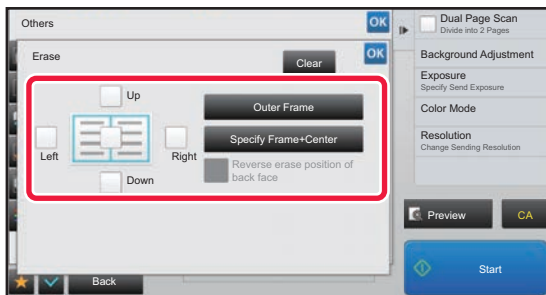 Others
OK
Erase
Clear
OK
Up
Left
Right
Down
Outer Frame
Specify Frame+Center
Reverse erase position of
back face
Back
Dual Page Scan
Divide into 2 Pages
Background Adjustment
Exposure
Specify Send Exposure
Color Mode
Resolution
Change Sending Resolution
Preview
CA
Start